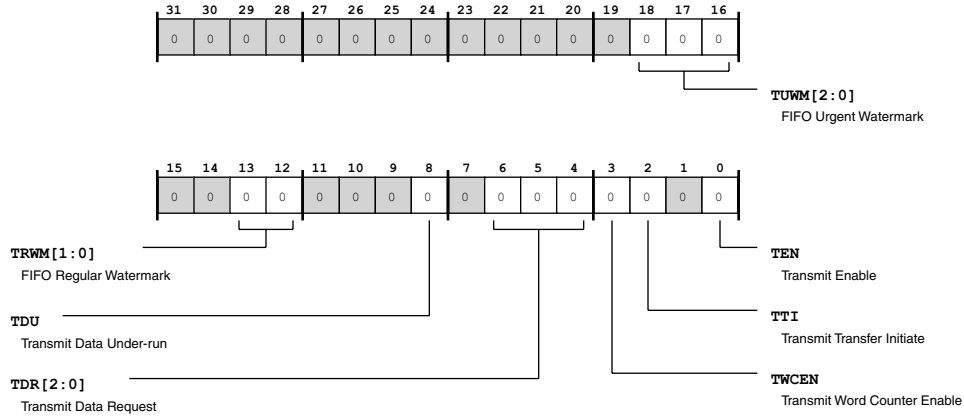 31 30 29 28 27 26 25 24 23 22 21 20 19 18 17 16
0 0 0 0 0 0 0 0 0 0 0 0 0 0 0 0
TUWM[2:0]
FIFO Urgent Watermark
15 14 13 12 11 10 9 8 7 6 5 4 3 2 1 0
0 0 0 0 0 0 0 0 0 0 0 0 0 0 0 0
TRWM[1:0]
FIFO Regular Watermark
TEN
Transmit Enable
TDU
Transmit Data Under-run
TTI
Transmit Transfer Initiate
TDR[2:0]
Transmit Data Request
TWCEN
Transmit Word Counter Enable